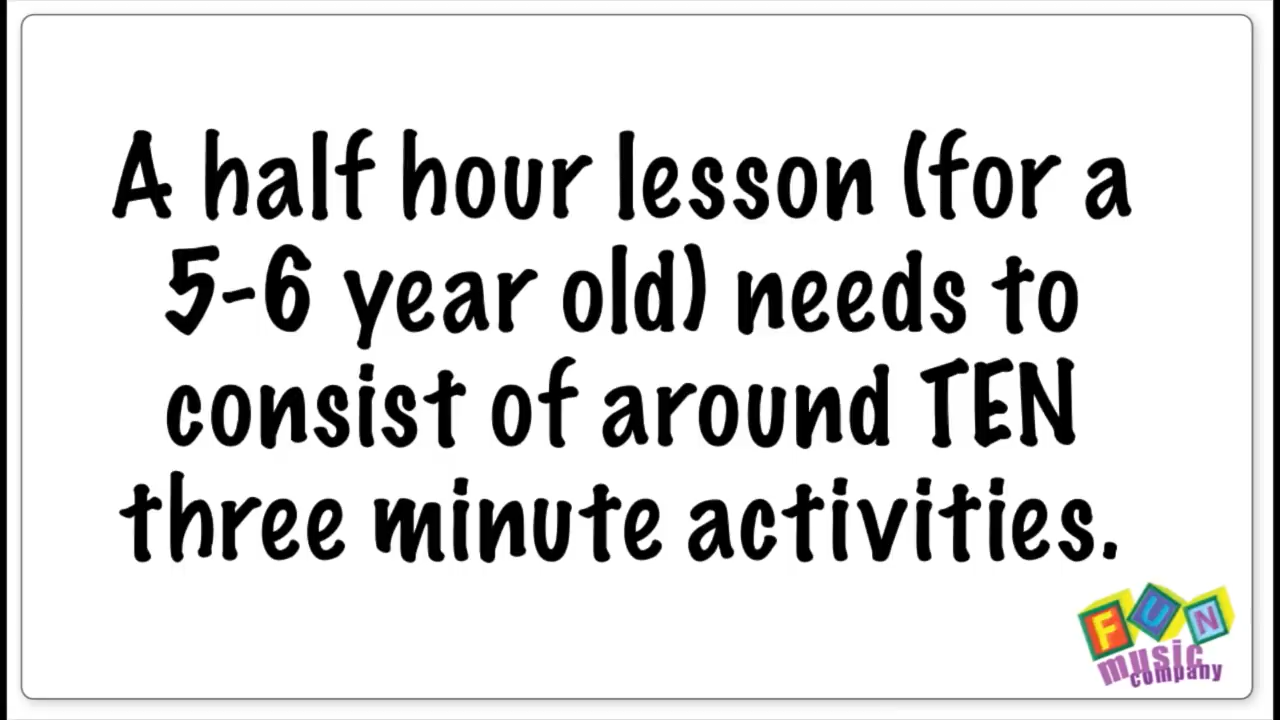 A half hour lesson (for a
5-6 year old) needs to
consist of around TEN
three minute activities.
FUN
music
company